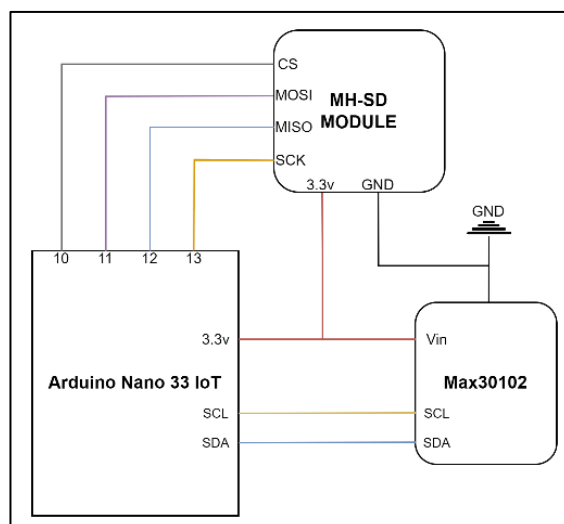 CS
MOSI
MISO
SCK
MH-SD
MODULE
3.3v
GND
GND
10
11
12
13
3.3v
Arduino Nano 33 IoT
SCL
SDA
Vin
Max30102
SCL
SDA